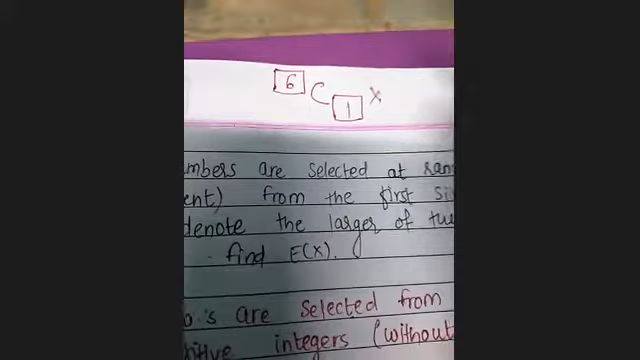 6 C 1 x
mbers are selected at ran
ent) from the first si
denote the larger of
find E(X).
o's are selected from
itive integers (without